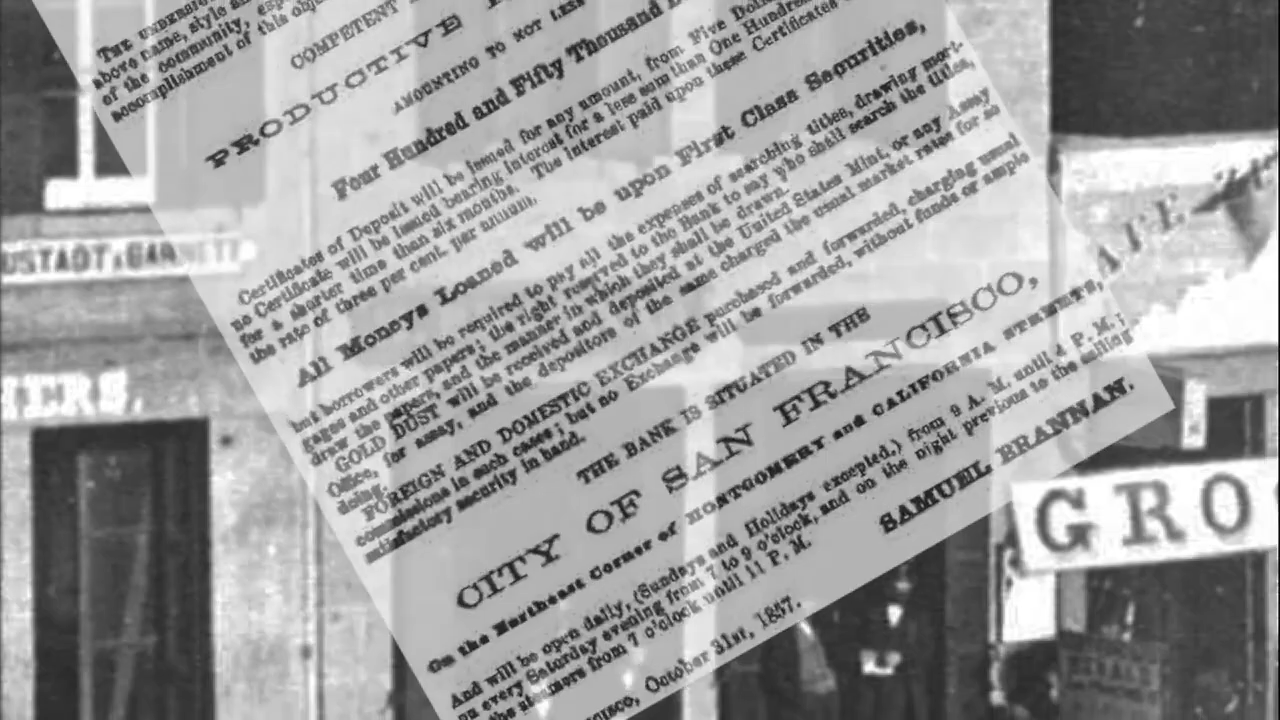 THE UNDERSIG
above name, style and
of the community, esp
accomplishment of this obj
COMPETENT
PRODUCTIVE
AMOUNTING TO NOT LESS
Four Hundred and Fifty Thousand
Certificates of Deposit will be issued for any amount, from Five Dol
no Certificate will be issued bearing interest for a less sum than One Hundred
for a shorter time than six months. The interest paid upon these Certificates
the rate of three per cent. per annum.
All Moneys Loaned will be upon First Class Securities,
but borrowers will be required to pay all the expenses of searching titles, drawing mort-
gages and other papers; the right reserved to the Bank to say who shall search the titles,
draw the papers, and the manner in which they shall be drawn.
GOLD DUST will be received and deposited at the United States Mint, or any Assay
Office, for assay, and the depositors of the same charged the usual market rates for so
doing.
FOREIGN AND DOMESTIC EXCHANGE purchased and forwarded, charging usual
commissions in such cases; but no Exchange will be forwarded, without funds or ample
satisfactory security in hand.
THE BANK IS SITUATED IN THE
CITY OF SAN FRANCISCO,
On the Northeast Corner of MONTGOMERY and CALIFORNIA STREETS,
And will be open daily, (Sundays and Holidays excepted,) from 9 A. M. until 4 P. M.;
on every Saturday evening from 7 to 9 o'clock, and on the night previous to the sailing
the steamers from 7 o'clock until 11 P. M.
SAMUEL BRANNAN.
CISCO, October 31st, 1857.
USTADT & BARNETT
IERS.
GRO